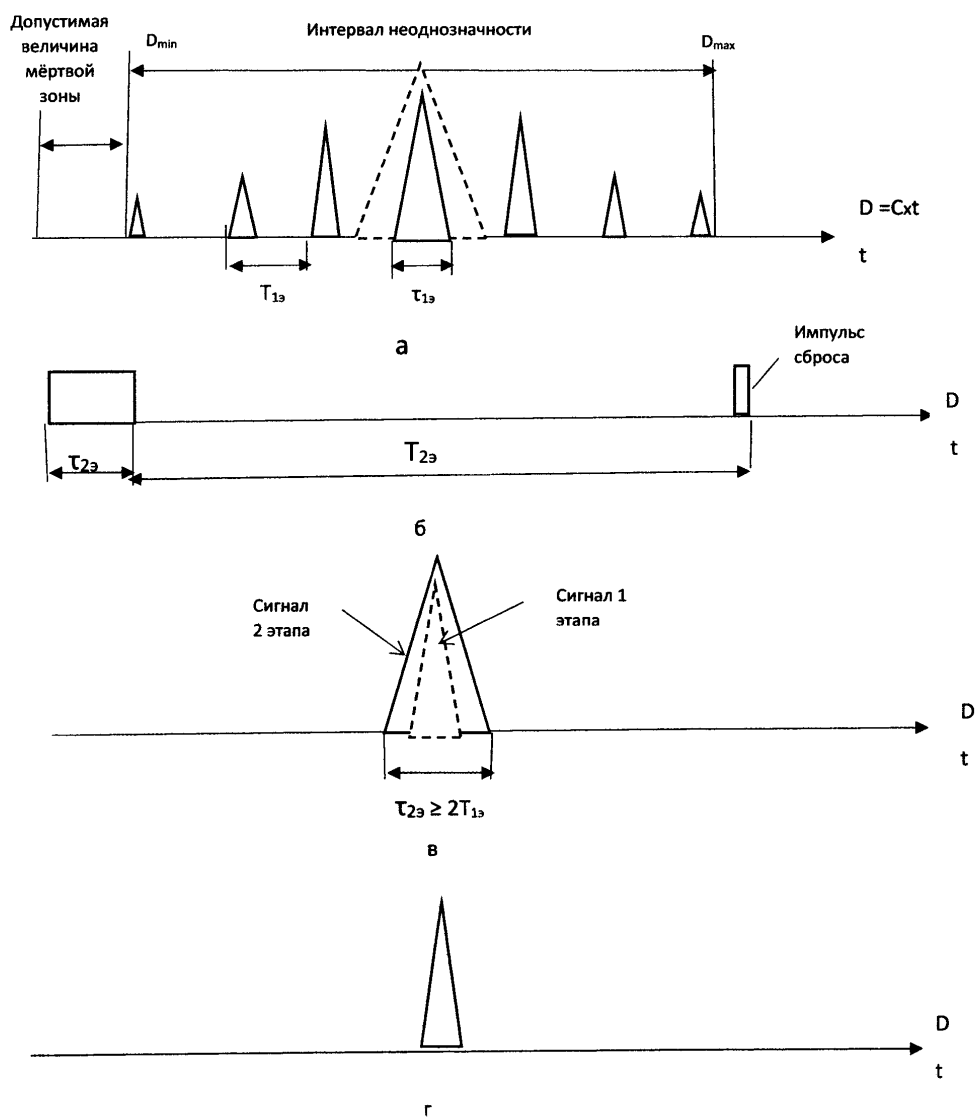 Допустимая
величина
мёртвой
зоны
Dmin
Интервал неоднозначности
Dmax
D =Cxt
t
T1э
τ1э
а
Импульс
сброса
D
t
τ2э
T2э
б
Сигнал
2 этапа
Сигнал 1
этапа
D
t
τ2э ≥ 2T1э
в
D
t
г